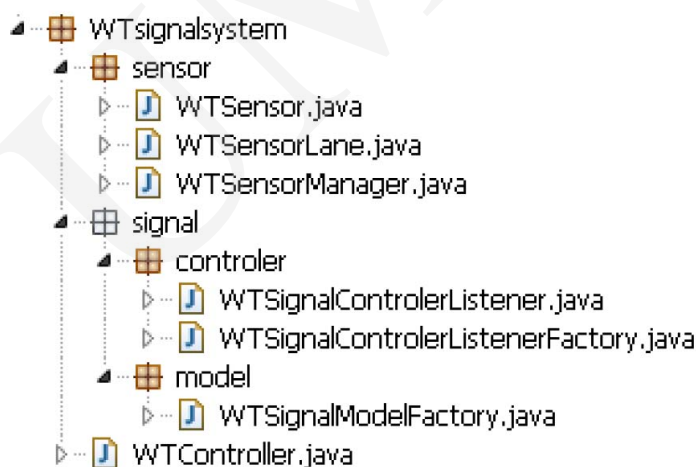 WTsignalsystem
sensor
WTSensor.java
WTSensorLane.java
WTSensorManager.java
signal
controler
WTSignalControlerListener.java
WTSignalControlerListenerFactory.java
model
WTSignalModelFactory.java
WTController.java